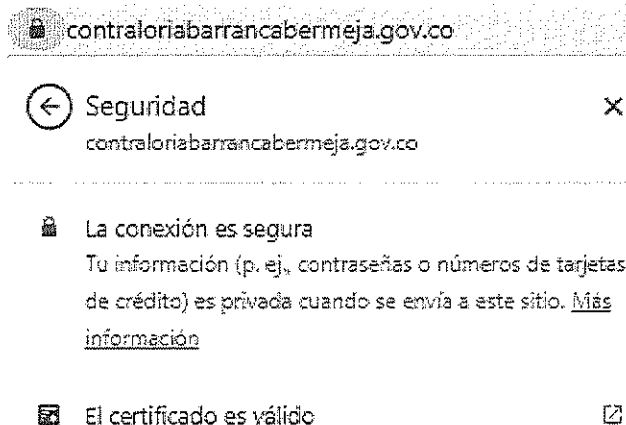 contraloriabarrancabermeja.gov.co
Seguridad
contraloriabarrancabermeja.gov.co
La conexión es segura
Tu información (p. ej., contraseñas o números de tarjetas
de crédito) es privada cuando se envía a este sitio. Más
información
El certificado es válido